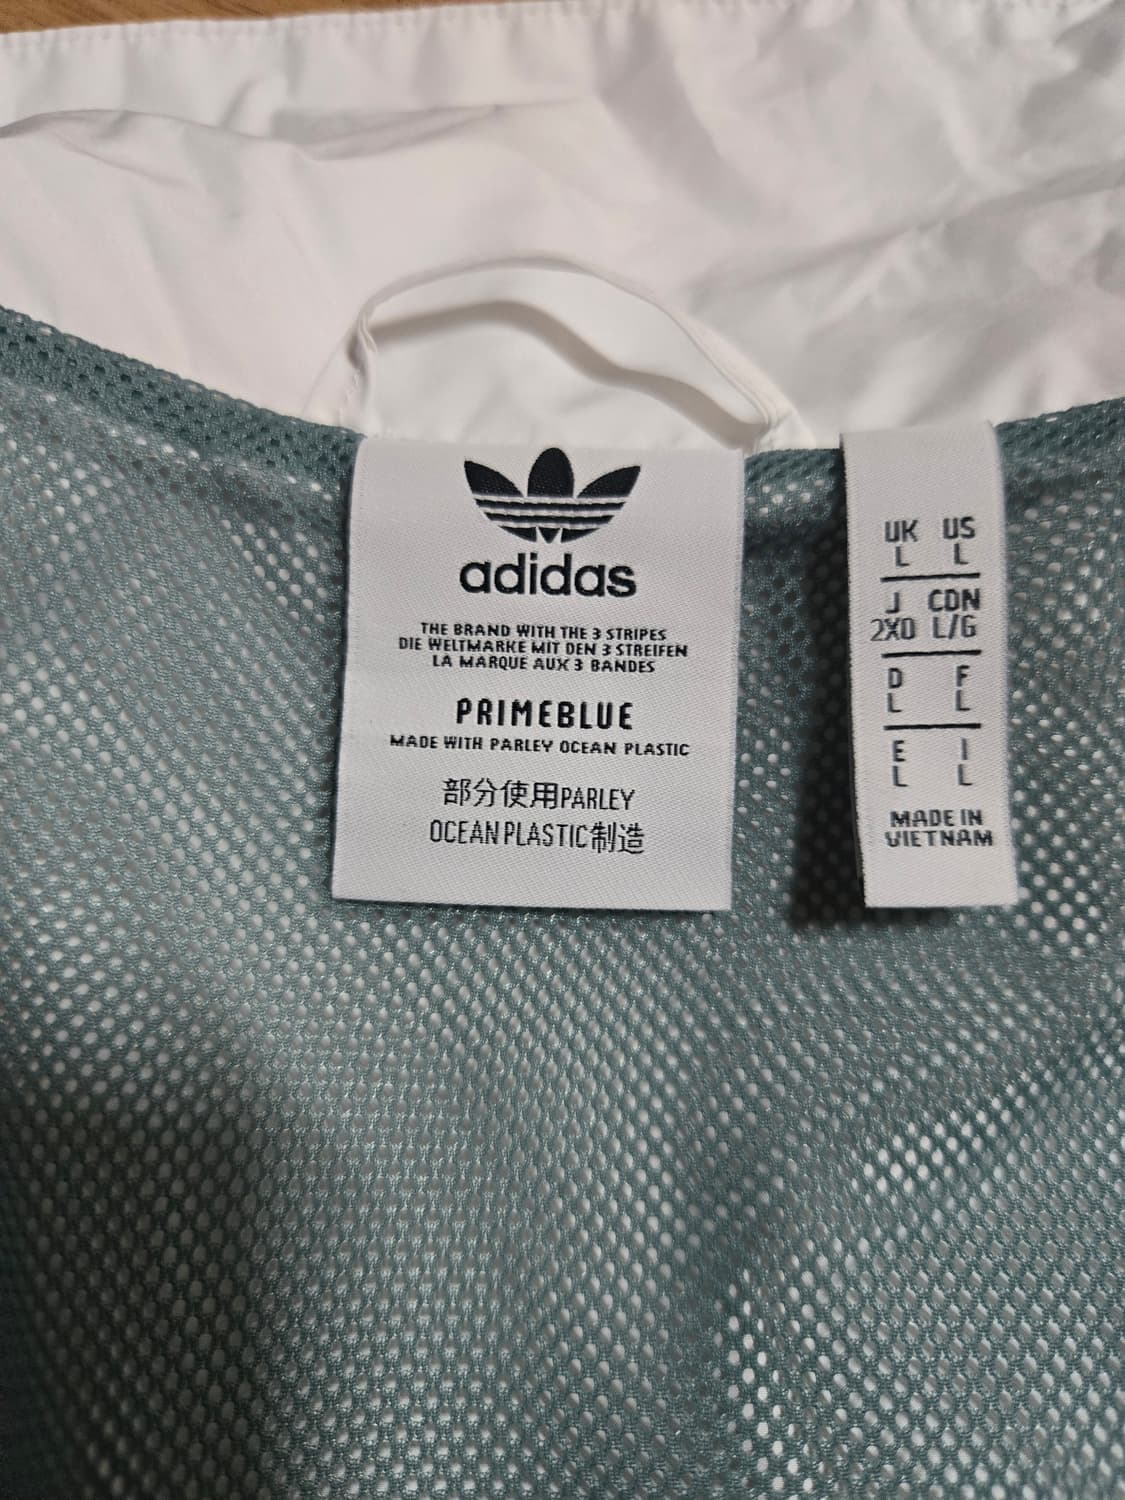 adidas
THE BRAND WITH THE 3 STRIPES
DIE WELTMARKE MIT DEN 3 STREIFEN
LA MARQUE AUX 3 BANDES
PRIMEBLUE
MADE WITH PARLEY OCEAN PLASTIC
部分使用PARLEY
OCEAN PLASTIC制造
UK US
L L
J CDN
2XO L/G
D F
L L
E I
L L
MADE IN
VIETNAM